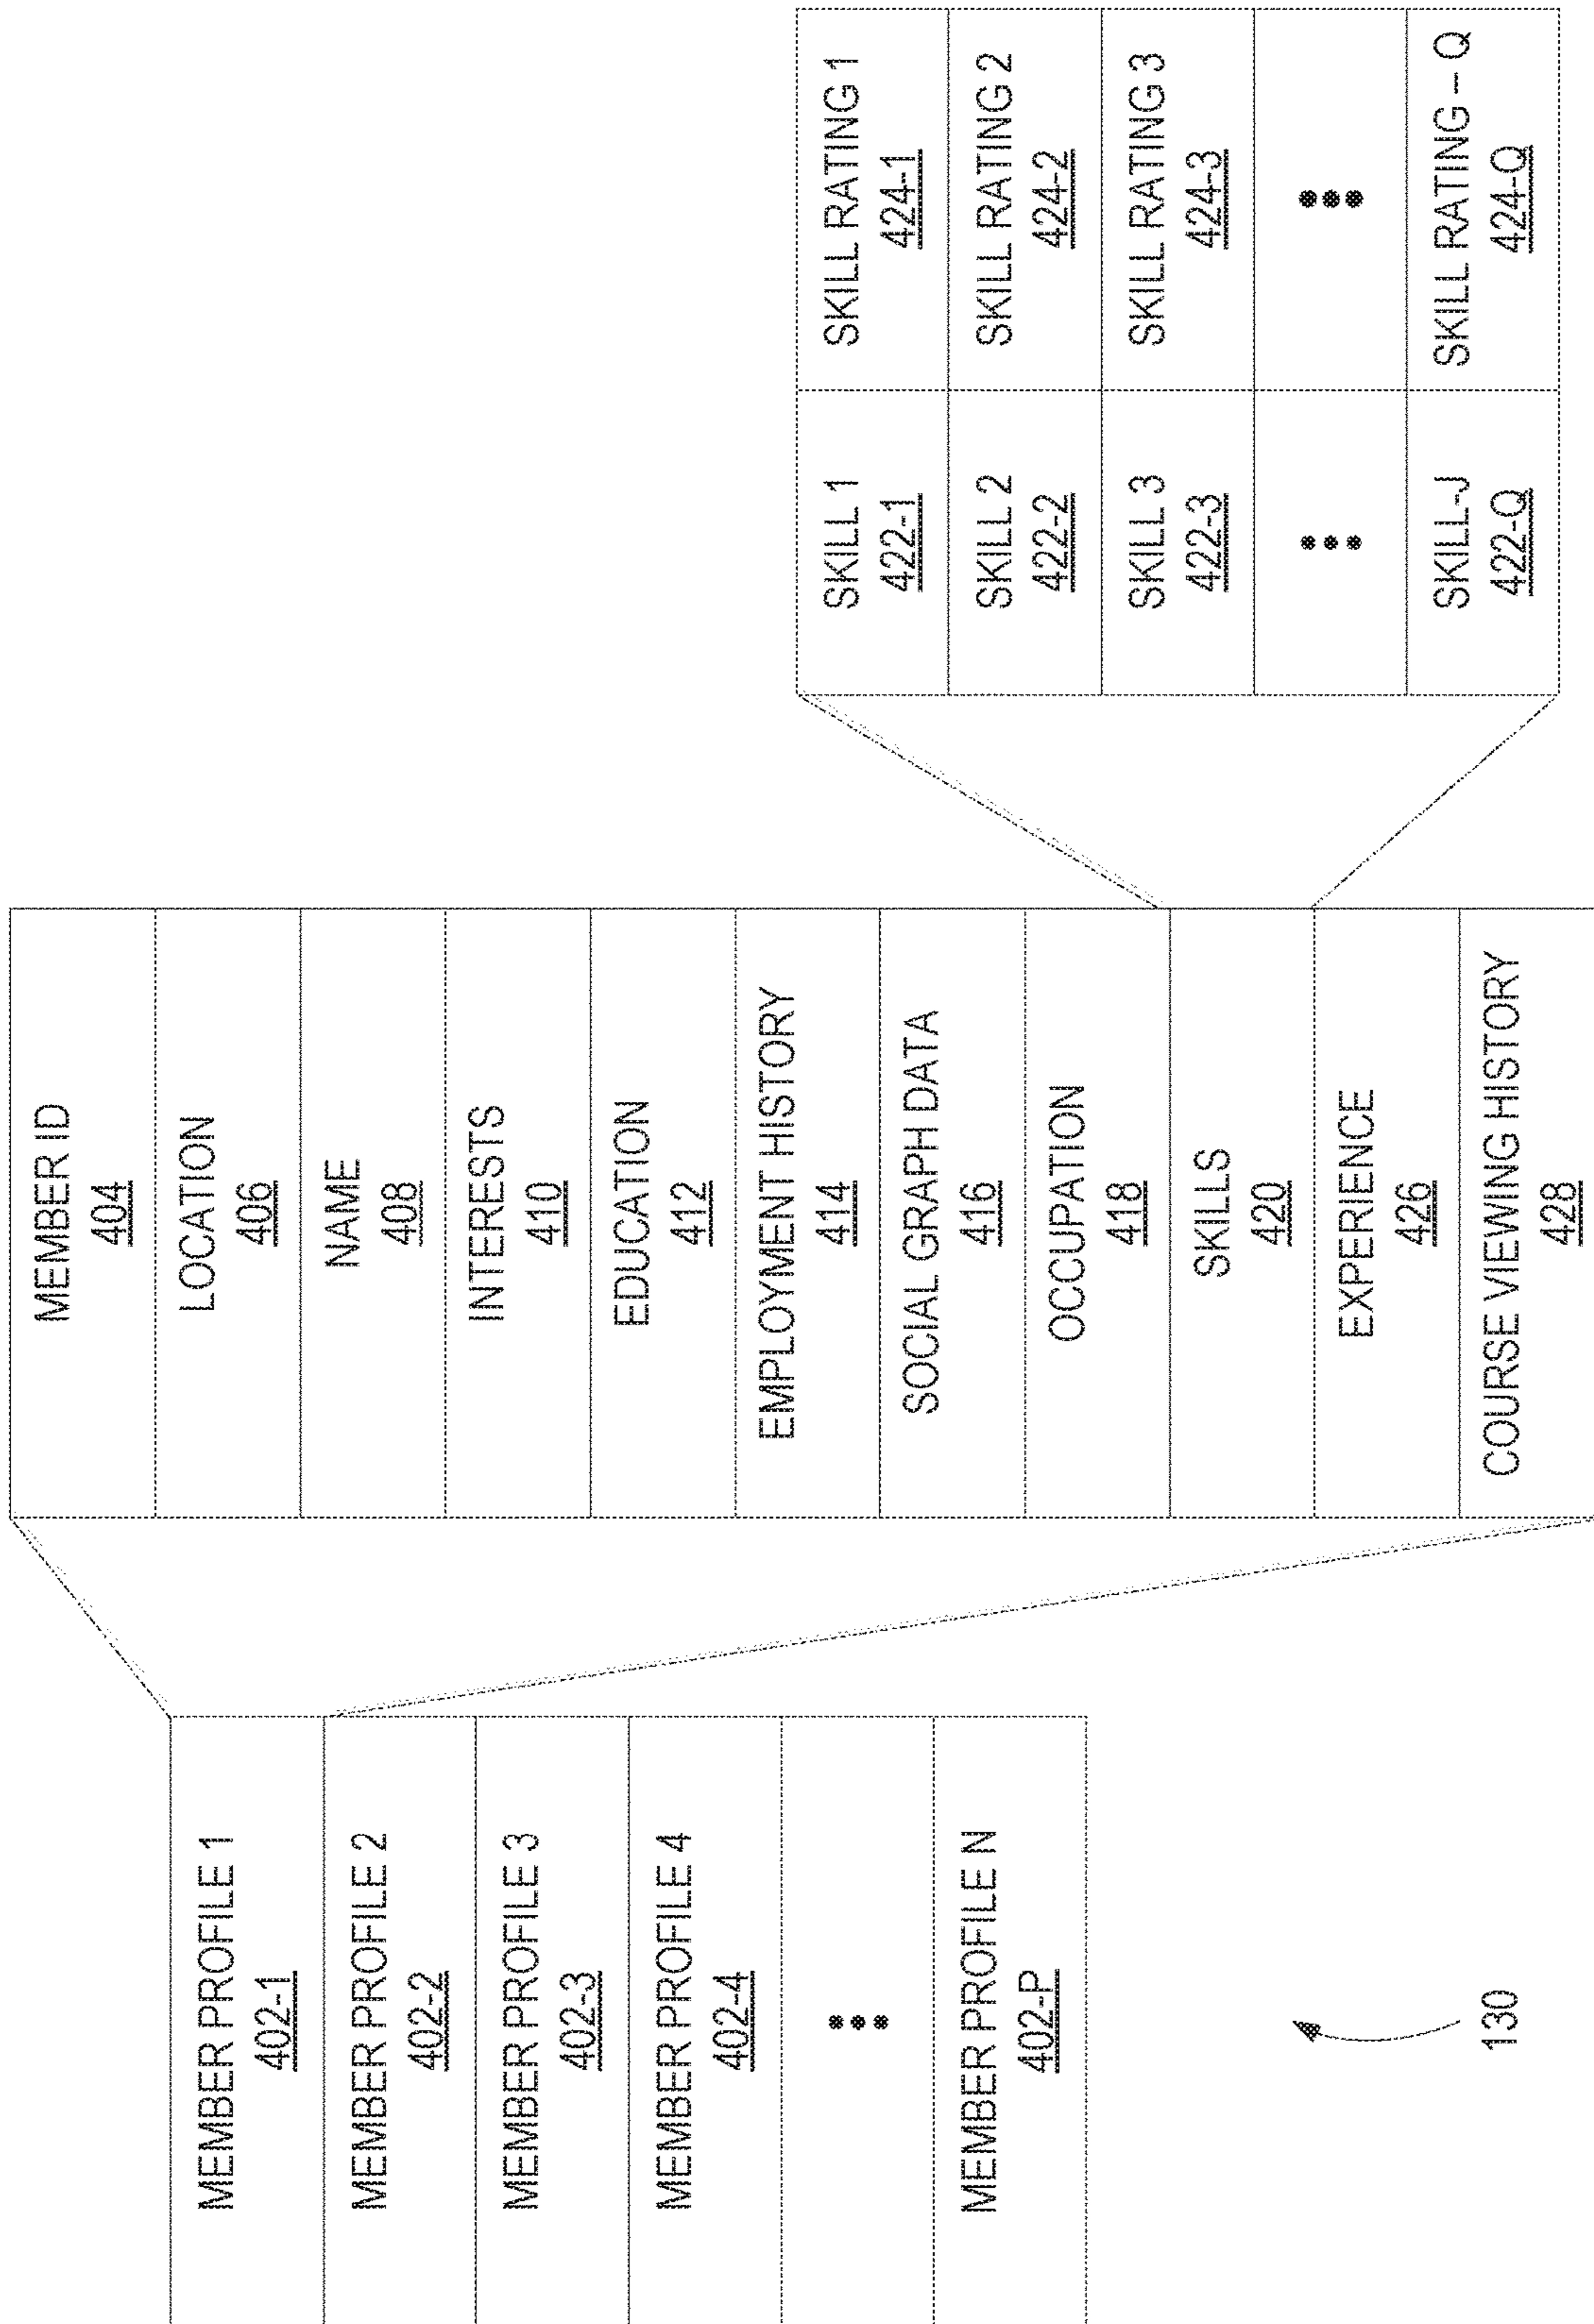 MEMBER PROFILE 1
402-1
MEMBER PROFILE 2
402-2
MEMBER PROFILE 3
402-3
MEMBER PROFILE 4
402-4
MEMBER PROFILE N
402-P
130
MEMBER ID
404
LOCATION
406
NAME
408
INTERESTS
410
EDUCATION
412
EMPLOYMENT HISTORY
414
SOCIAL GRAPH DATA
416
OCCUPATION
418
SKILLS
420
EXPERIENCE
426
COURSE VIEWING HISTORY
428
SKILL 1
422-1
SKILL RATING 1
424-1
SKILL 2
422-2
SKILL RATING 2
424-2
SKILL 3
422-3
SKILL RATING 3
424-3
SKILL-J
422-Q
SKILL RATING – Q
424-Q